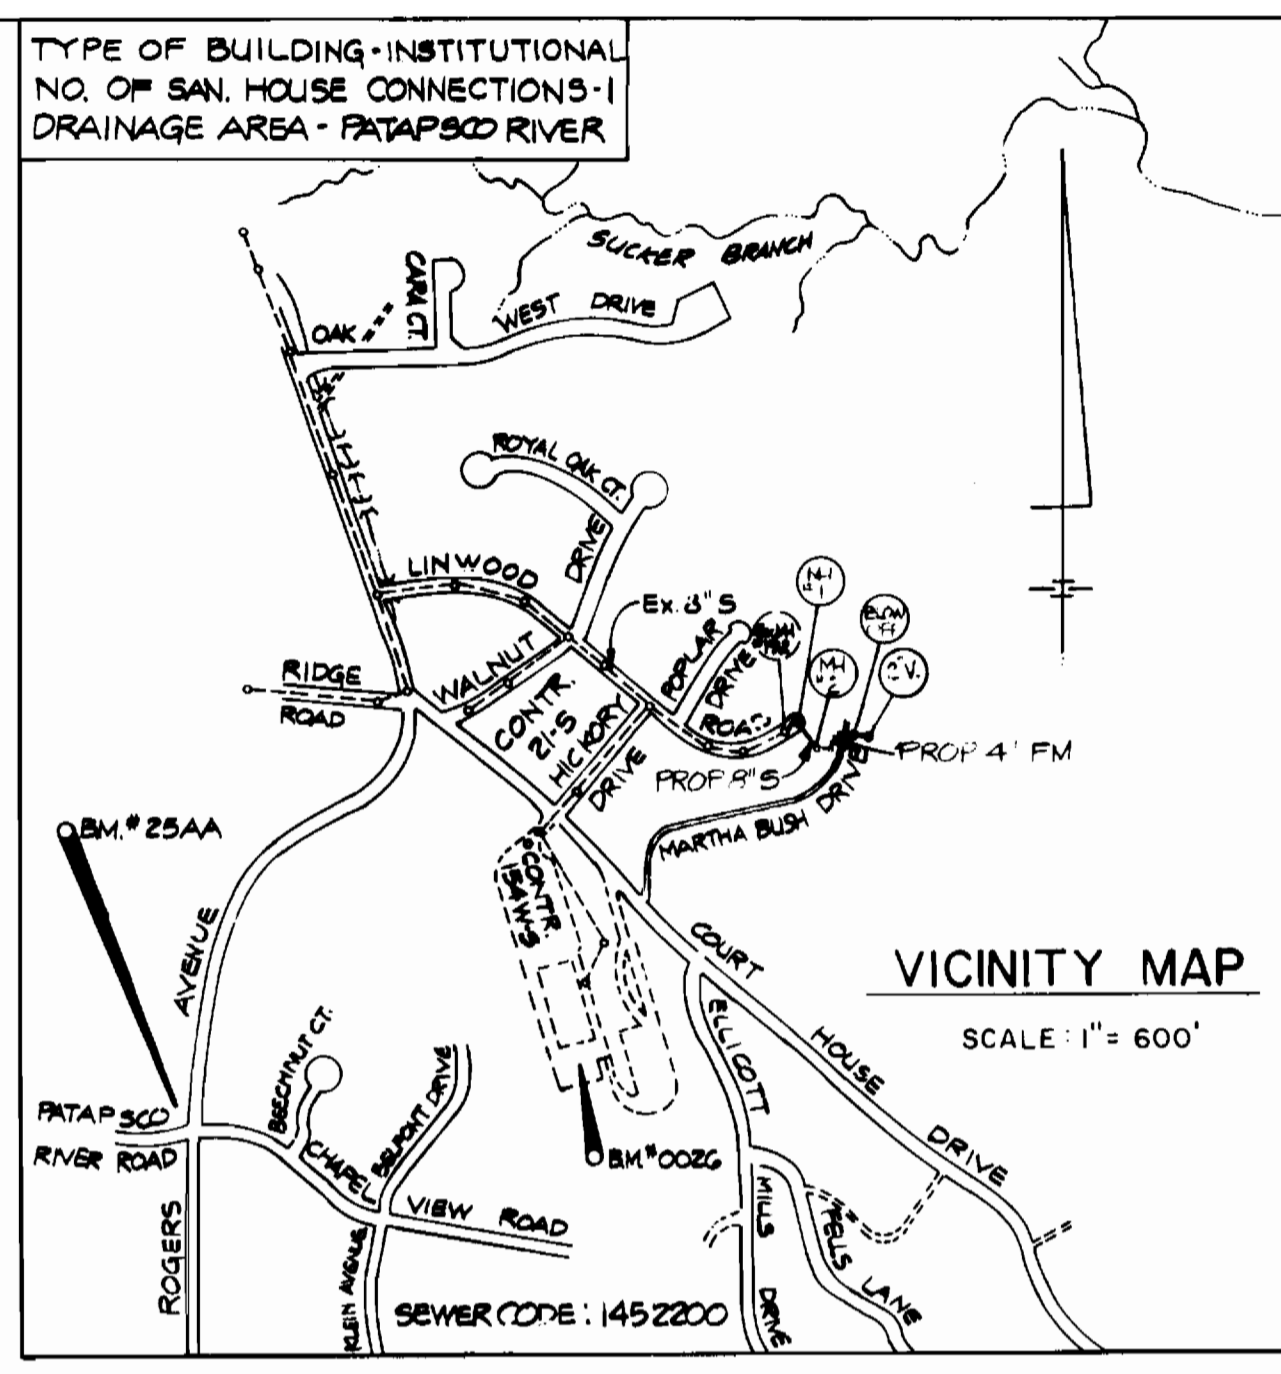 TYPE OF BUILDING - INSTITUTIONAL
NO. OF SAN. HOUSE CONNECTIONS - 1
DRAINAGE AREA - PATAPSCO RIVER
SUCKER BRANCH
CARA CT.
OAK WEST DRIVE
ROYAL OAK CT.
DRIVE
LINWOOD
Ex. 8" S
POPLAR
DRIVE
ROAD
MH
1
BLOW
OFF
MH
WALNUT
RIDGE
ROAD
CONTR.
21-S
HICKORY
DRIVE
PROP 8" S
PROP 4" FM
MARTHA BUSH DRIVE
BM.# 25AA
CONTR.
154W-S
AVENUE
COURT
HOUSE
DRIVE
VICINITY MAP
SCALE: 1" = 600'
BEECHNUT CT.
BELFONT DRIVE
ELLICOTT
MILLS
DRIVE
PATAPSCO
RIVER ROAD
CHAPEL
VIEW ROAD
BM#0026
ROGERS
KLEIN AVENUE
FELLS LANE
SEWER CODE: 1452200